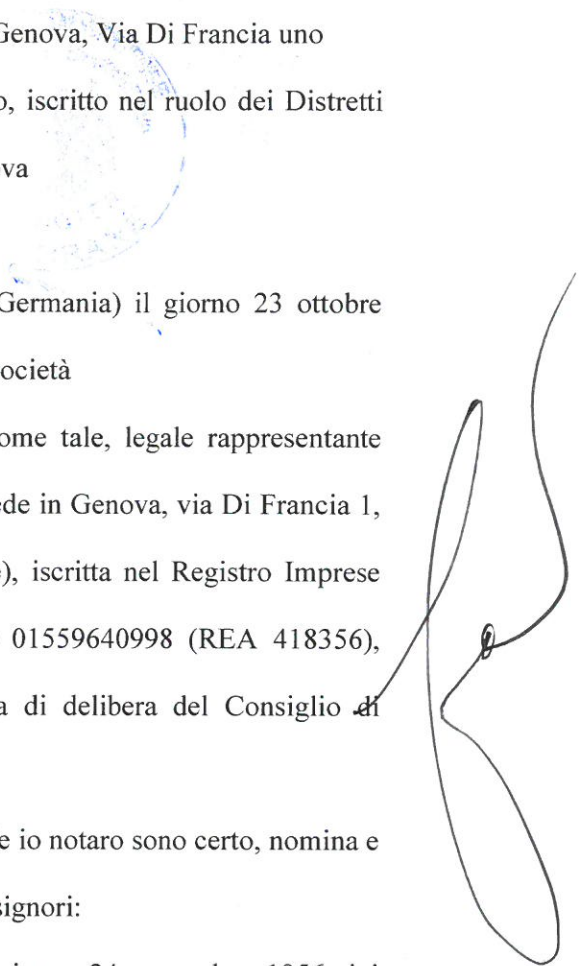 Genova, Via Di Francia uno
o, iscritto nel ruolo dei Distretti
va
Germania) il giorno 23 ottobre
ocietà
ome tale, legale rappresentante
ede in Genova, via Di Francia 1,
), iscritta nel Registro Imprese
01559640998 (REA 418356),
a di delibera del Consiglio di
e io notaro sono certo, nomina e
signori: